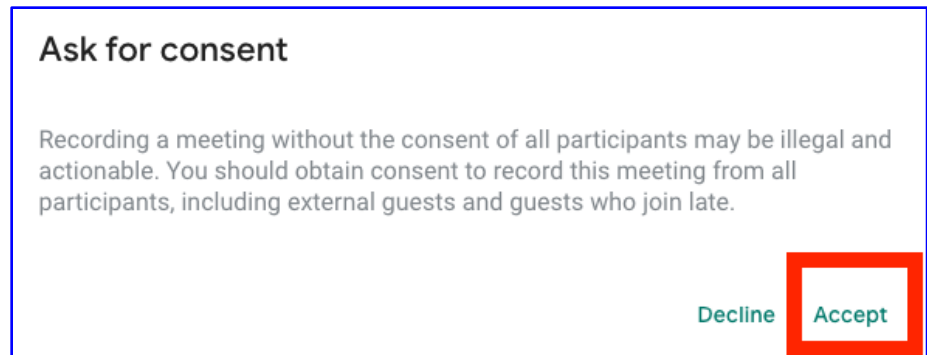 Ask for consent
Recording a meeting without the consent of all participants may be illegal and
actionable. You should obtain consent to record this meeting from all
participants, including external guests and guests who join late.
Decline Accept